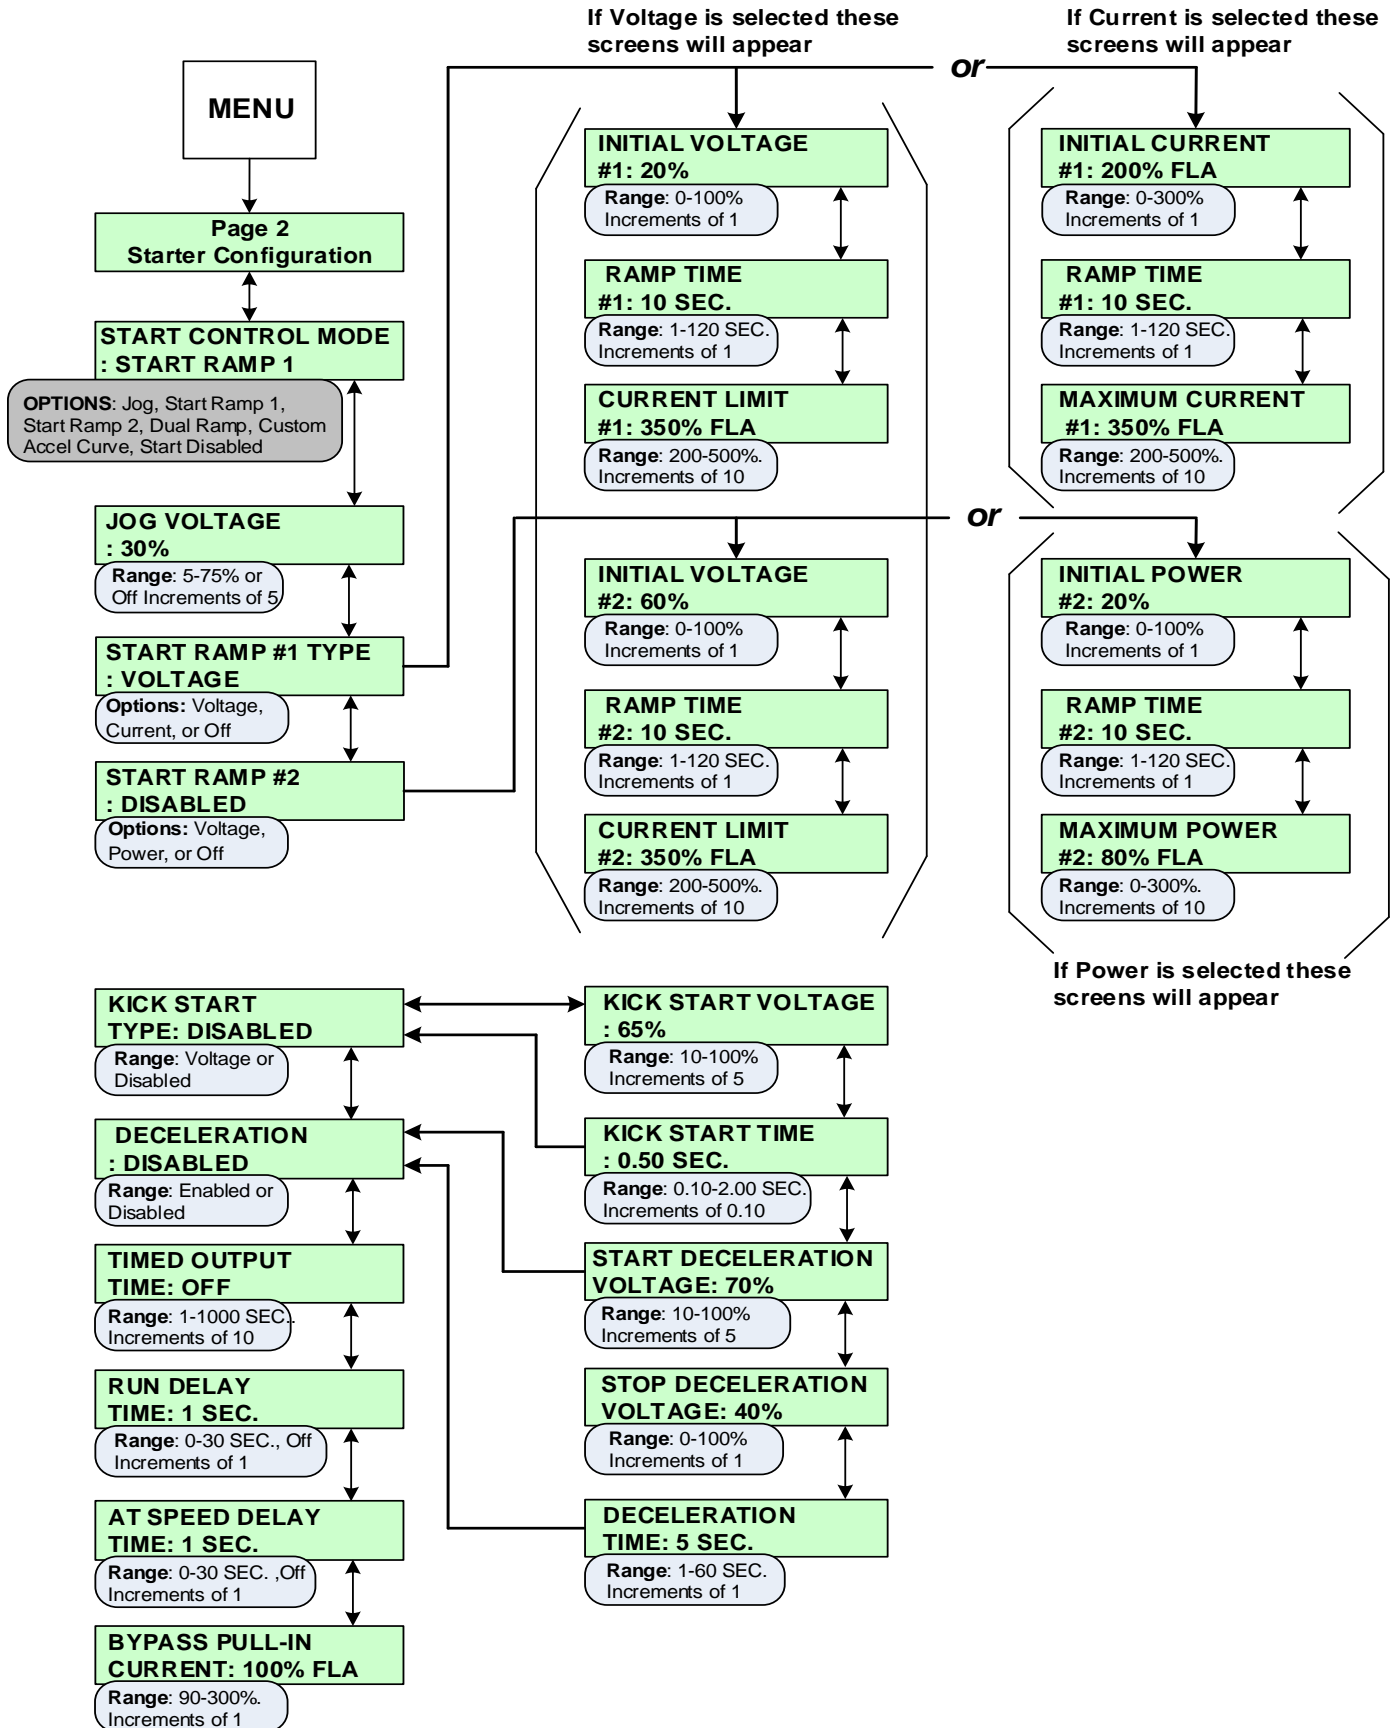 If Voltage is selected these
screens will appear
If Current is selected these
screens will appear
or
MENU
Page 2
Starter Configuration
START CONTROL MODE
: START RAMP 1
OPTIONS: Jog, Start Ramp 1,
Start Ramp 2, Dual Ramp, Custom
Accel Curve, Start Disabled
JOG VOLTAGE
: 30%
Range: 5-75% or
Off Increments of 5
START RAMP #1 TYPE
: VOLTAGE
Options: Voltage,
Current, or Off
START RAMP #2
: DISABLED
Options: Voltage,
Power, or Off
INITIAL VOLTAGE
#1: 20%
Range: 0-100%
Increments of 1
RAMP TIME
#1: 10 SEC.
Range: 1-120 SEC.
Increments of 1
CURRENT LIMIT
#1: 350% FLA
Range: 200-500%.
Increments of 10
INITIAL CURRENT
#1: 200% FLA
Range: 0-300%
Increments of 1
RAMP TIME
#1: 10 SEC.
Range: 1-120 SEC.
Increments of 1
MAXIMUM CURRENT
#1: 350% FLA
Range: 200-500%.
Increments of 10
or
INITIAL VOLTAGE
#2: 60%
Range: 0-100%
Increments of 1
RAMP TIME
#2: 10 SEC.
Range: 1-120 SEC.
Increments of 1
CURRENT LIMIT
#2: 350% FLA
Range: 200-500%.
Increments of 10
INITIAL POWER
#2: 20%
Range: 0-100%
Increments of 1
RAMP TIME
#2: 10 SEC.
Range: 1-120 SEC.
Increments of 1
MAXIMUM POWER
#2: 80% FLA
Range: 0-300%.
Increments of 10
If Power is selected these
screens will appear
KICK START
TYPE: DISABLED
Range: Voltage or
Disabled
DECELERATION
: DISABLED
Range: Enabled or
Disabled
TIMED OUTPUT
TIME: OFF
Range: 1-1000 SEC..
Increments of 10
RUN DELAY
TIME: 1 SEC.
Range: 0-30 SEC., Off
Increments of 1
AT SPEED DELAY
TIME: 1 SEC.
Range: 0-30 SEC. ,Off
Increments of 1
BYPASS PULL-IN
CURRENT: 100% FLA
Range: 90-300%.
Increments of 1
KICK START VOLTAGE
: 65%
Range: 10-100%
Increments of 5
KICK START TIME
: 0.50 SEC.
Range: 0.10-2.00 SEC.
Increments of 0.10
START DECELERATION
VOLTAGE: 70%
Range: 10-100%
Increments of 5
STOP DECELERATION
VOLTAGE: 40%
Range: 0-100%
Increments of 1
DECELERATION
TIME: 5 SEC.
Range: 1-60 SEC.
Increments of 1